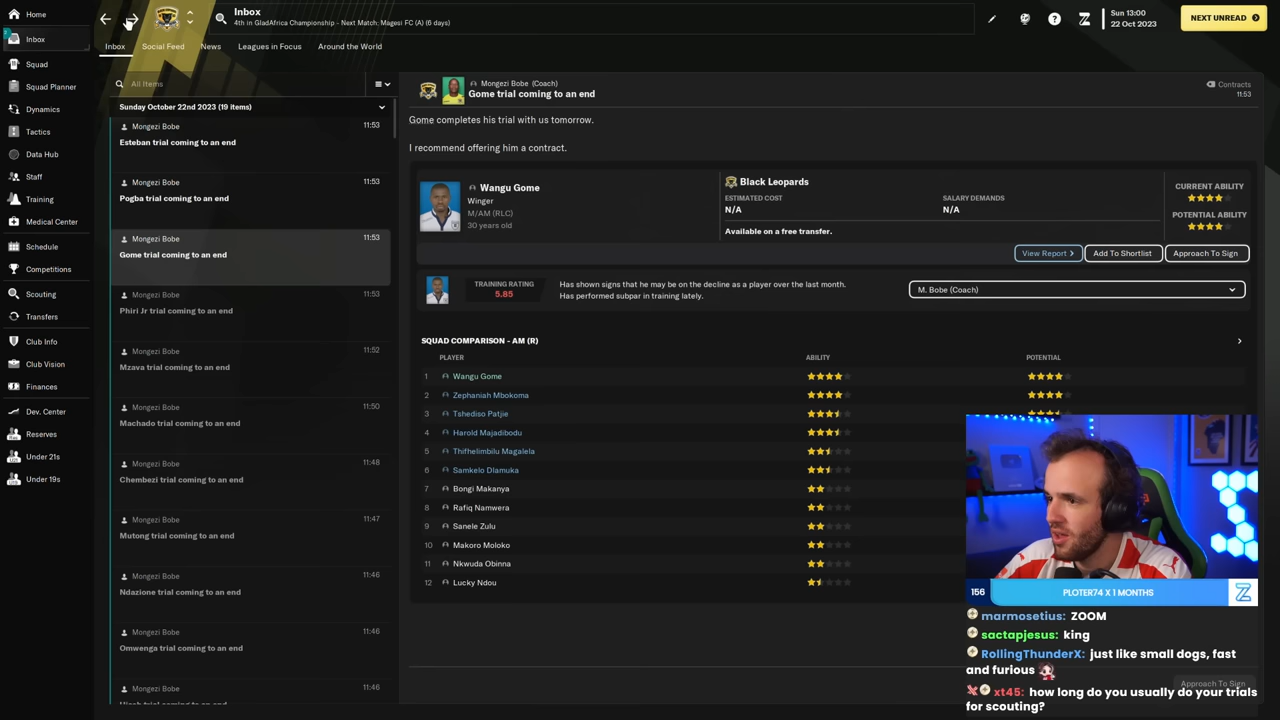 Home
Inbox
Squad
Squad Planner
Dynamics
Tactics
Data Hub
Staff
Training
Medical Center
Schedule
Competitions
Scouting
Transfers
Club Info
Club Vision
Finances
Dev. Center
Reserves
Under 21s
Under 19s
Inbox
4th in GladAfrica Championship - Next Match: Magesi FC (A) (6 days)
Sun 13:00
22 Oct 2023
NEXT UNREAD
Inbox Social Feed News Leagues in Focus Around the World
All Items
Sunday October 22nd 2023 (19 items)
Mongezi Bobe 11:53
Esteban trial coming to an end
Mongezi Bobe 11:53
Pogba trial coming to an end
Mongezi Bobe 11:53
Gome trial coming to an end
Mongezi Bobe 11:53
Phiri Jr trial coming to an end
Mongezi Bobe 11:52
Mzava trial coming to an end
Mongezi Bobe 11:50
Machado trial coming to an end
Mongezi Bobe 11:48
Chembezi trial coming to an end
Mongezi Bobe 11:47
Mutong trial coming to an end
Mongezi Bobe 11:46
Ndazione trial coming to an end
Mongezi Bobe 11:46
Omwenga trial coming to an end
Mongezi Bobe 11:46
Mongezi Bobe (Coach)
Gome trial coming to an end
Contracts
11:53
Gome completes his trial with us tomorrow.
I recommend offering him a contract.
Wangu Gome
Winger
M/AM (RLC)
30 years old
Black Leopards
ESTIMATED COST SALARY DEMANDS
N/A N/A
Available on a free transfer.
CURRENT ABILITY
POTENTIAL ABILITY
View Report Add To Shortlist Approach To Sign
TRAINING RATING
5.85
Has shown signs that he may be on the decline as a player over the last month.
Has performed subpar in training lately.
M. Bobe (Coach)
SQUAD COMPARISON - AM (R)
PLAYER ABILITY POTENTIAL
1 Wangu Gome
2 Zephaniah Mbokoma
3 Tshediso Patjie
4 Harold Majadibodu
5 Thifhelimbilu Magalela
6 Samkelo Dlamuka
7 Bongi Makanya
8 Rafiq Namwera
9 Sanele Zulu
10 Makoro Moloko
11 Nkwuda Obinna
12 Lucky Ndou
156 PLOTER74 X 1 MONTHS
marmosetius: ZOOM
sactapjesus: king
RollingThunderX: just like small dogs, fast
and furious
Approach To Sign
xt45: how long do you usually do your trials
for scouting?